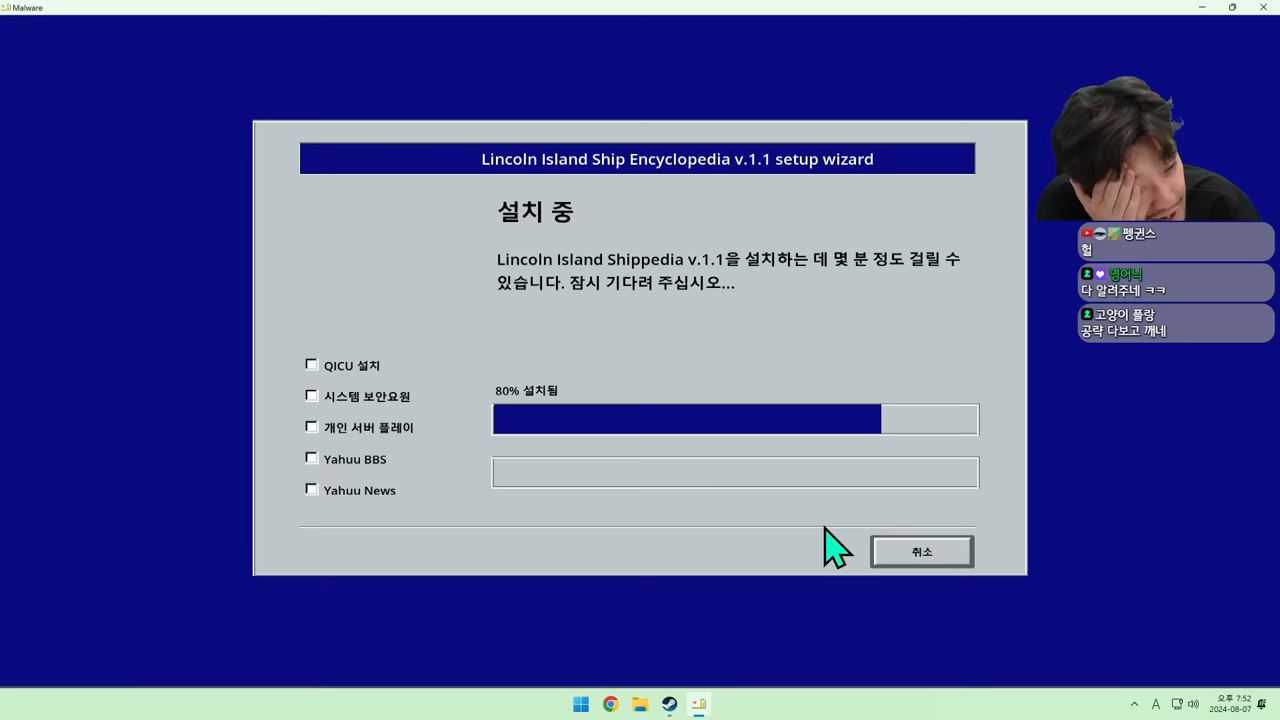 Malware
Lincoln Island Ship Encyclopedia v.1.1 setup wizard
설치 중
Lincoln Island Shippedia v.1.1을 설치하는 데 몇 분 정도 걸릴 수
있습니다. 잠시 기다려 주십시오...
QICU 설치
시스템 보안요원
개인 서버 플레이
Yahuu BBS
Yahuu News
80% 설치됨
취소
펭귄스
헐
영어닉
다 알려주네 ㅋㅋ
고양이 플랑
공략 다보고 깨네
A
오후 7:52
2024-08-07